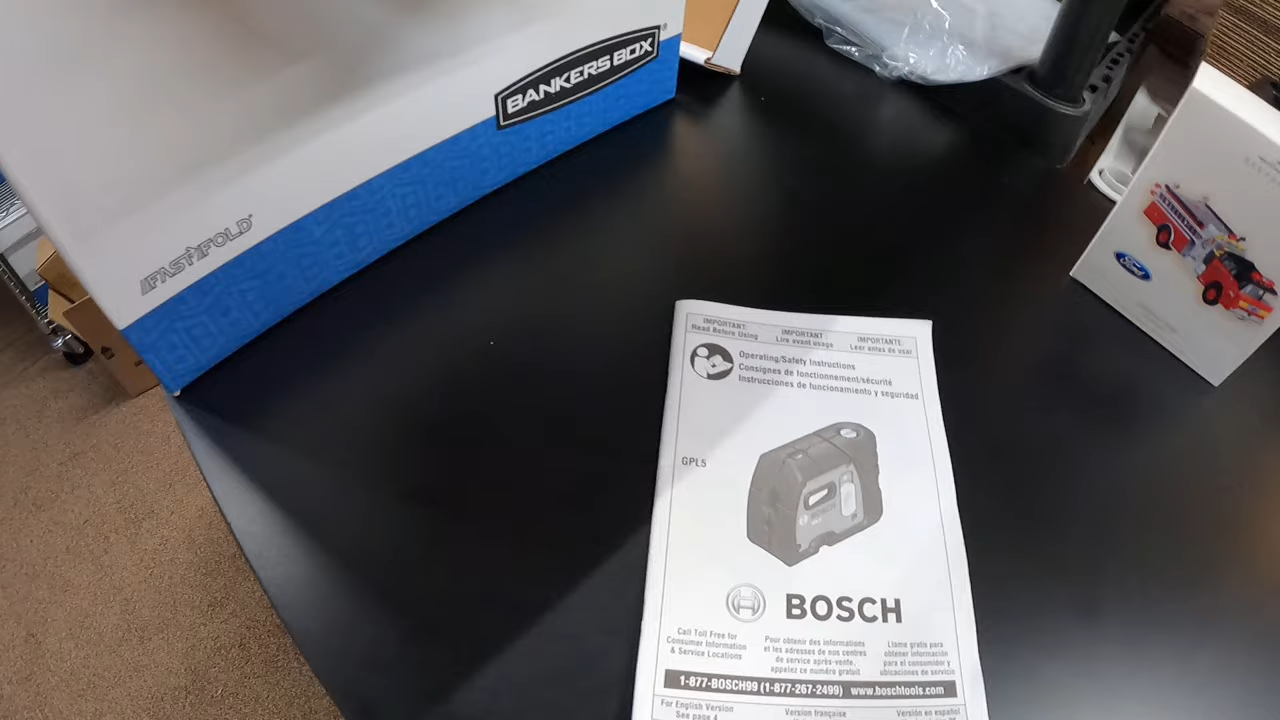 BANKERS BOX
FAST FOLD
Ford
IMPORTANT:
Read Before Using
IMPORTANT :
Lire avant usage
IMPORTANTE:
Leer antes de usar
Operating/Safety Instructions
Consignes de fonctionnement/sécurité
Instrucciones de funcionamiento y seguridad
GPL5
BOSCH
BOSCH
Call Toll Free for
Consumer Information
& Service Locations
Pour obtenir des informations
et les adresses de nos centres
de service après-vente,
appelez ce numéro gratuit
Llame gratis para
obtener información
para el consumidor y
ubicaciones de servicio
1-877-BOSCH99 (1-877-267-2499) www.boschtools.com
For English Version
See page 4
Version française
Versión en español